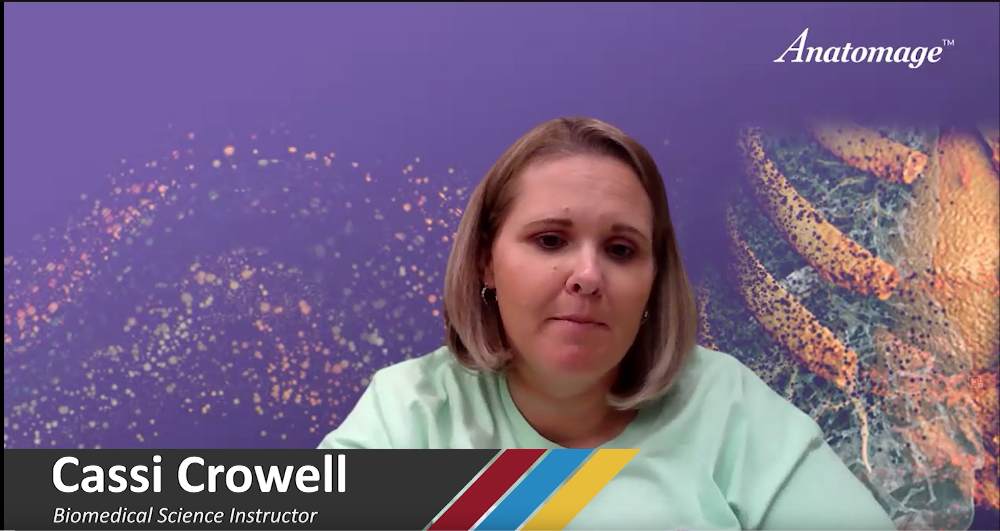 Anatomage™
Cassi Crowell
Biomedical Science Instructor